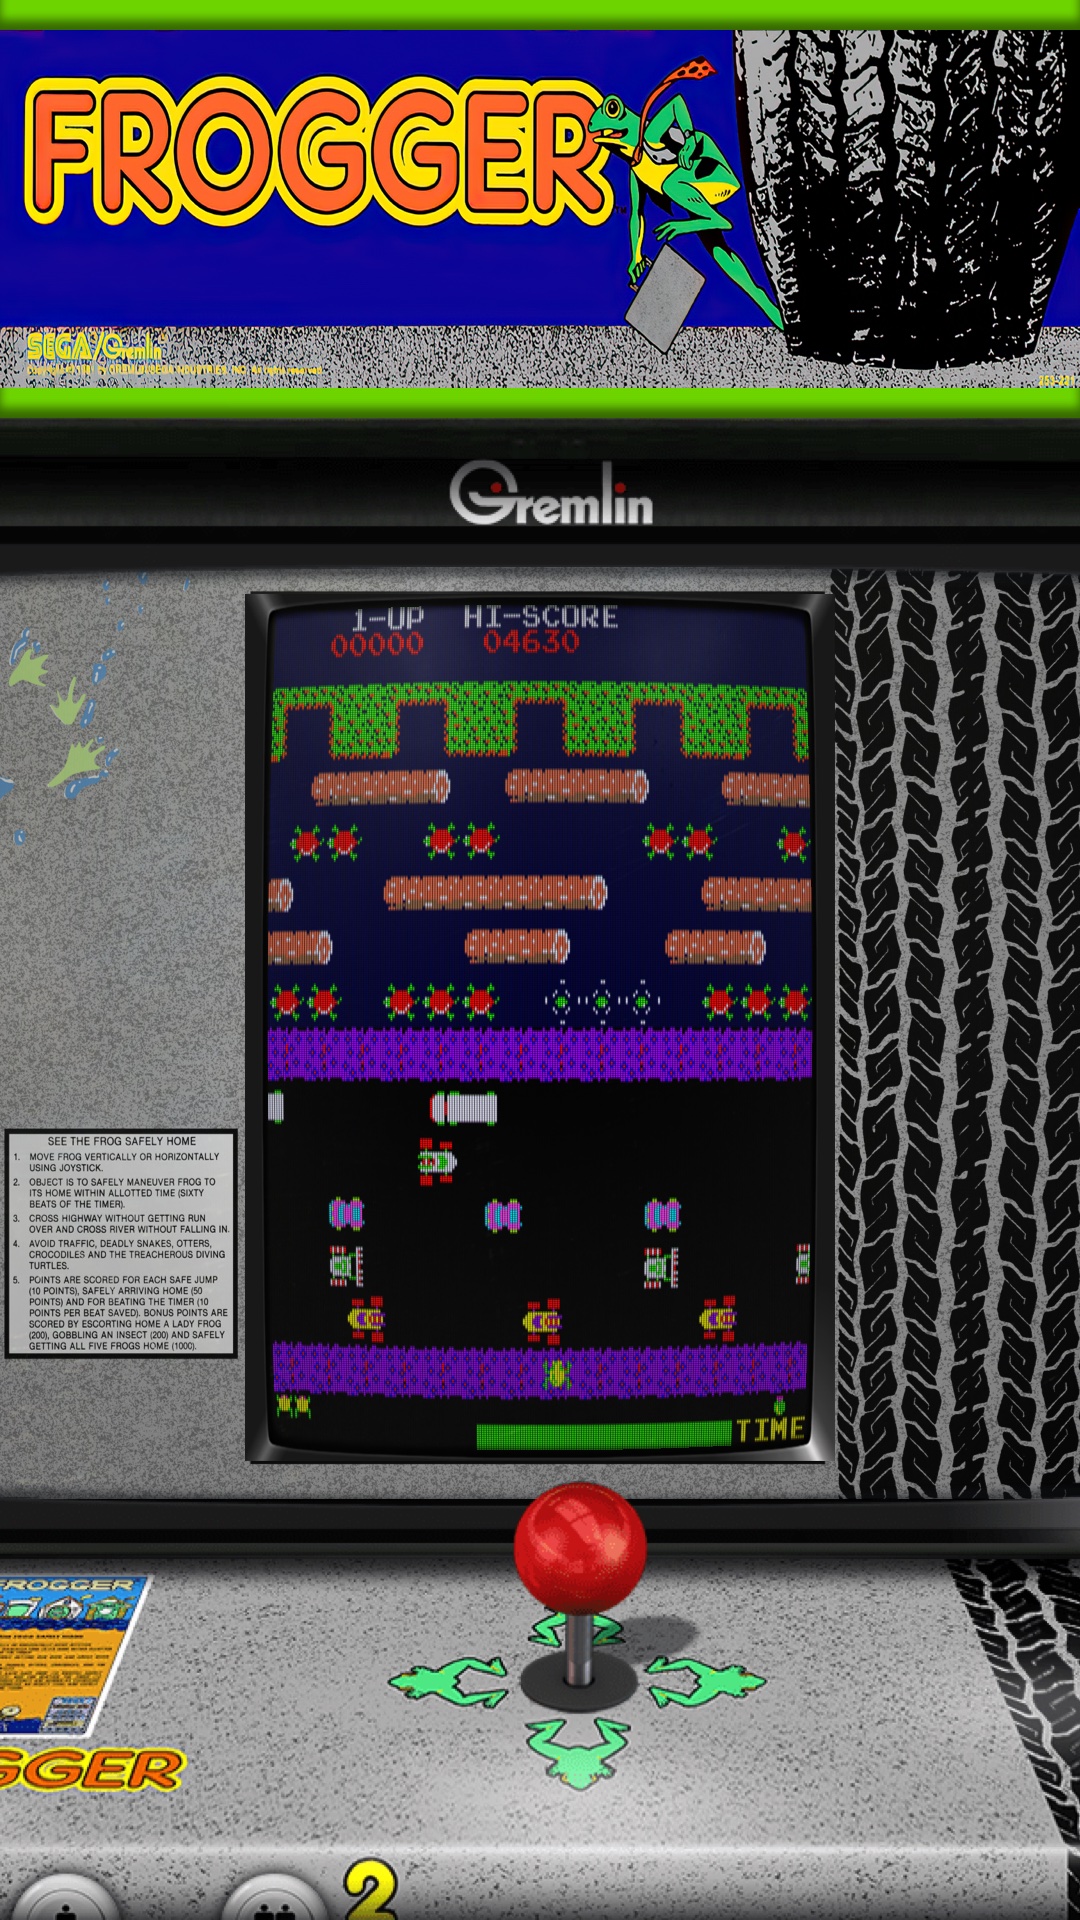 FROGGER
TM
SEGA/Gremlin
253-221
Gremlin
1-UP HI-SCORE
00000 04630
SEE THE FROG SAFELY HOME
1. MOVE FROG VERTICALLY OR HORIZONTALLY
USING JOYSTICK.
2. OBJECT IS TO SAFELY MANEUVER FROG TO
ITS HOME WITHIN ALLOTTED TIME (SIXTY
BEATS OF THE TIMER).
3. CROSS HIGHWAY WITHOUT GETTING RUN
OVER AND CROSS RIVER WITHOUT FALLING IN.
4. AVOID TRAFFIC, DEADLY SNAKES, OTTERS,
CROCODILES AND THE TREACHEROUS DIVING
TURTLES.
5. POINTS ARE SCORED FOR EACH SAFE JUMP
(10 POINTS), SAFELY ARRIVING HOME (50
POINTS) AND FOR BEATING THE TIMER (10
POINTS PER BEAT SAVED). BONUS POINTS ARE
SCORED BY ESCORTING HOME A LADY FROG
(200), GOBBLING AN INSECT (200) AND SAFELY
GETTING ALL FIVE FROGS HOME (1000).
TIME
ROGGER
GGER
2